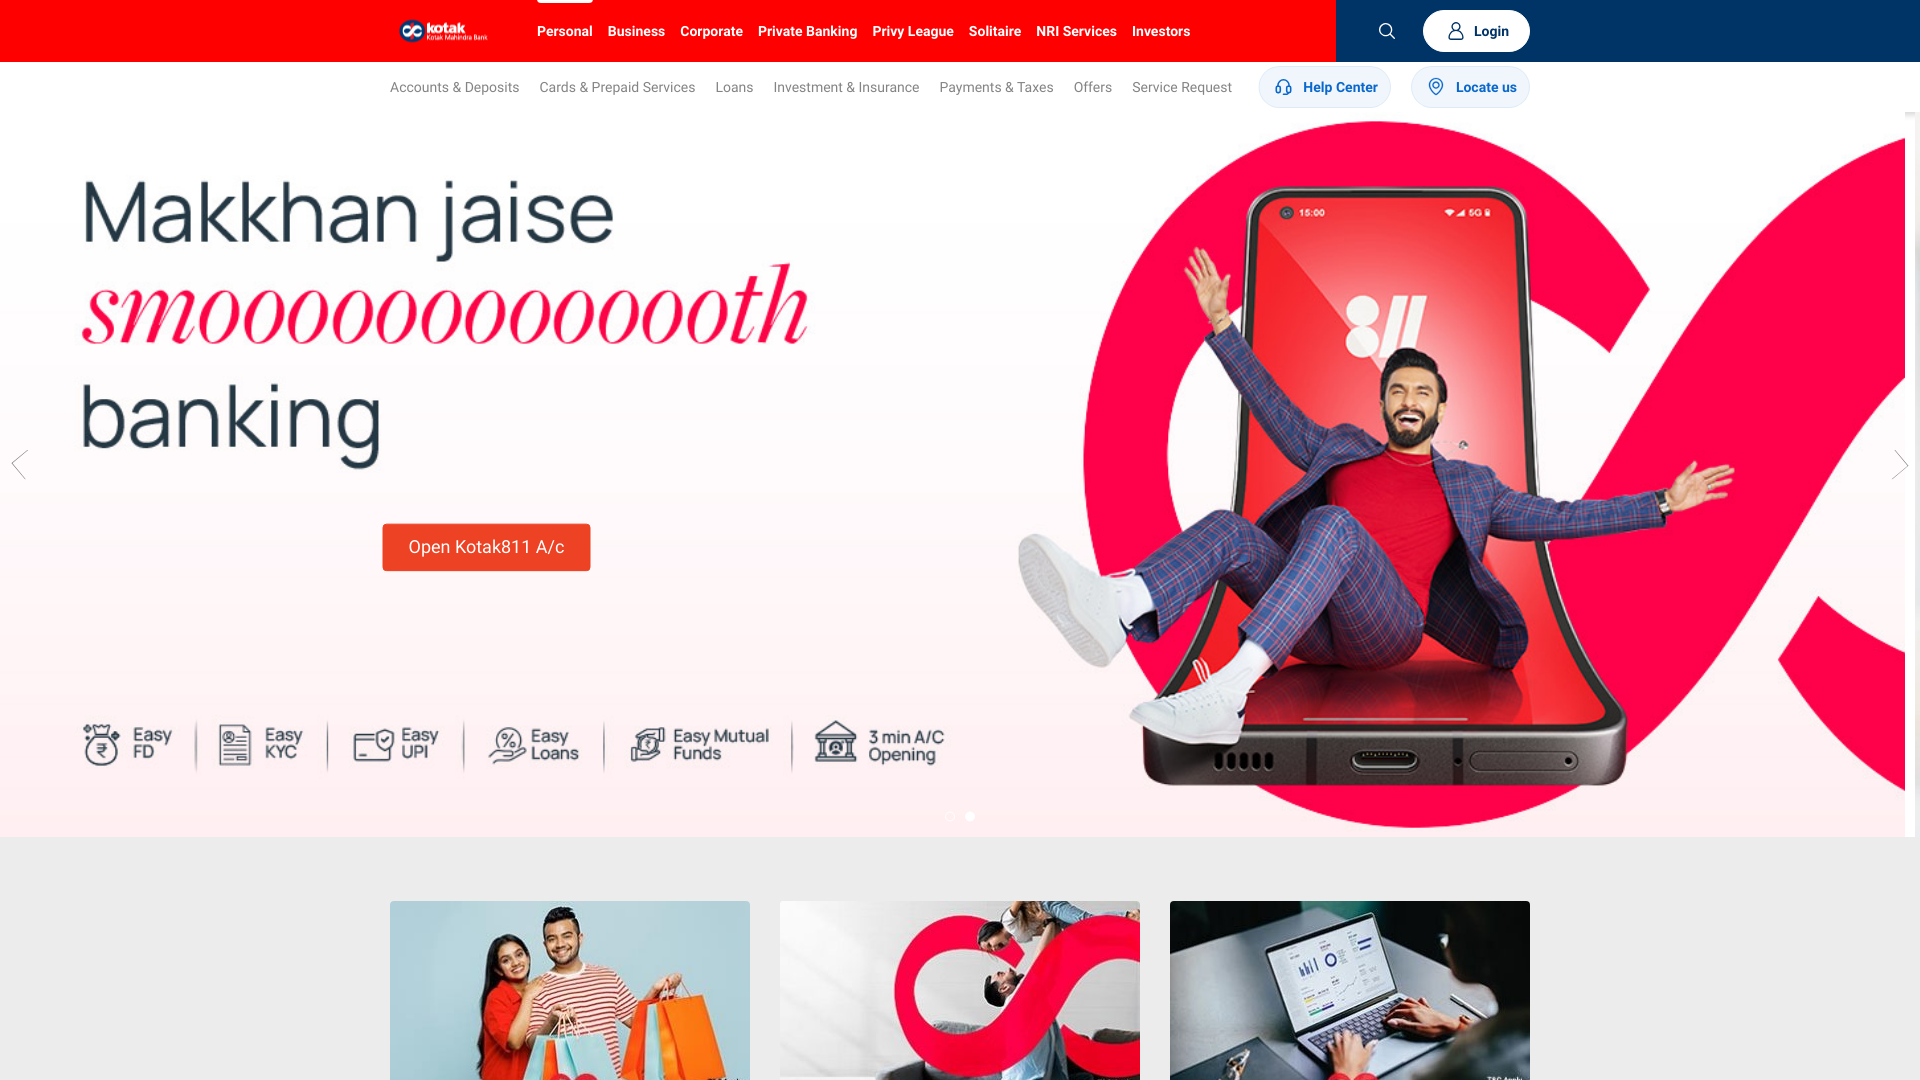 kotak
Kotak Mahindra Bank
Personal Business Corporate Private Banking Privy League Solitaire NRI Services Investors
Login
Accounts & Deposits Cards & Prepaid Services Loans Investment & Insurance Payments & Taxes Offers Service Request
Help Center
Locate us
Makkhan jaise
smoooooooooooooth
banking
Open Kotak811 A/c
15:00
5G
811
Easy
FD
Easy
KYC
Easy
UPI
Easy
Loans
Easy Mutual
Funds
3 min A/C
Opening